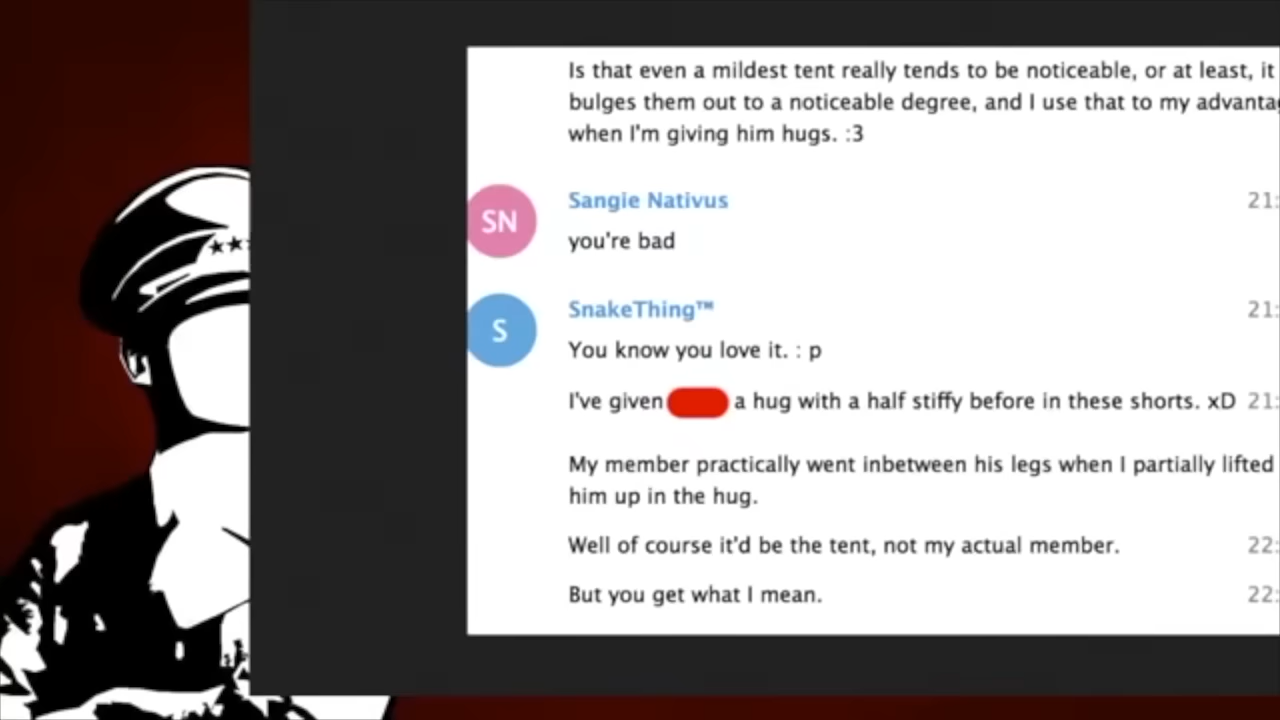 Is that even a mildest tent really tends to be noticeable, or at least, it
bulges them out to a noticeable degree, and I use that to my
when I'm giving him hugs. :3
SN
Sangie Nativus 21:
you're bad
S
SnakeThing™ 21:
You know you love it. : p
I've given a hug with a half stiffy before in these shorts. xD 21:
My member practically went inbetween his legs when I partially lifted
him up in the hug.
Well of course it'd be the tent, not my actual member. 22:
But you get what I mean. 22: